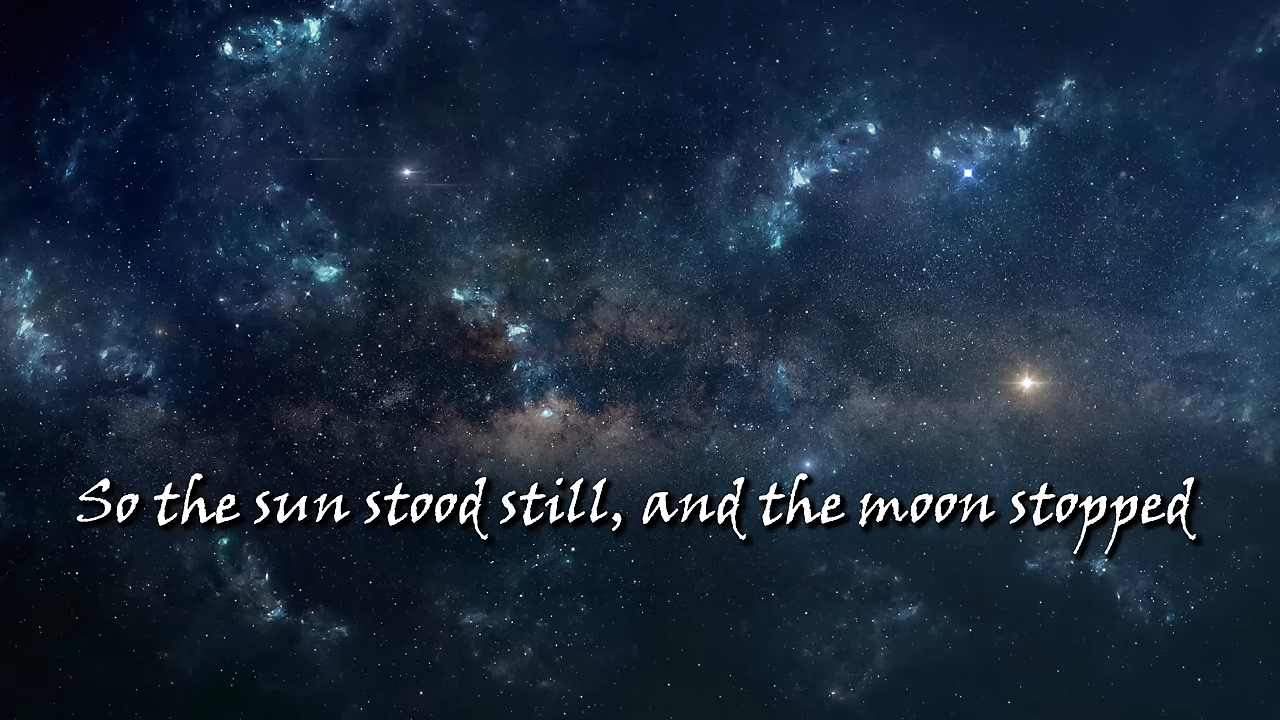 So the sun stood still, and the moon stopped